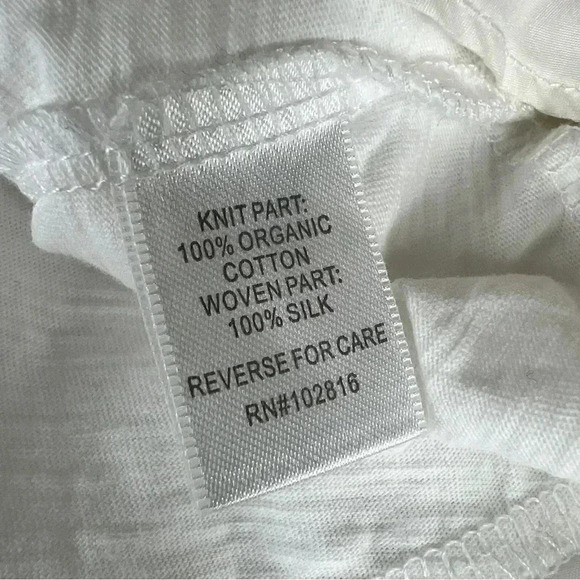 KNIT PART:
100% ORGANIC
COTTON
WOVEN PART:
100% SILK
REVERSE FOR CARE
RN#102816